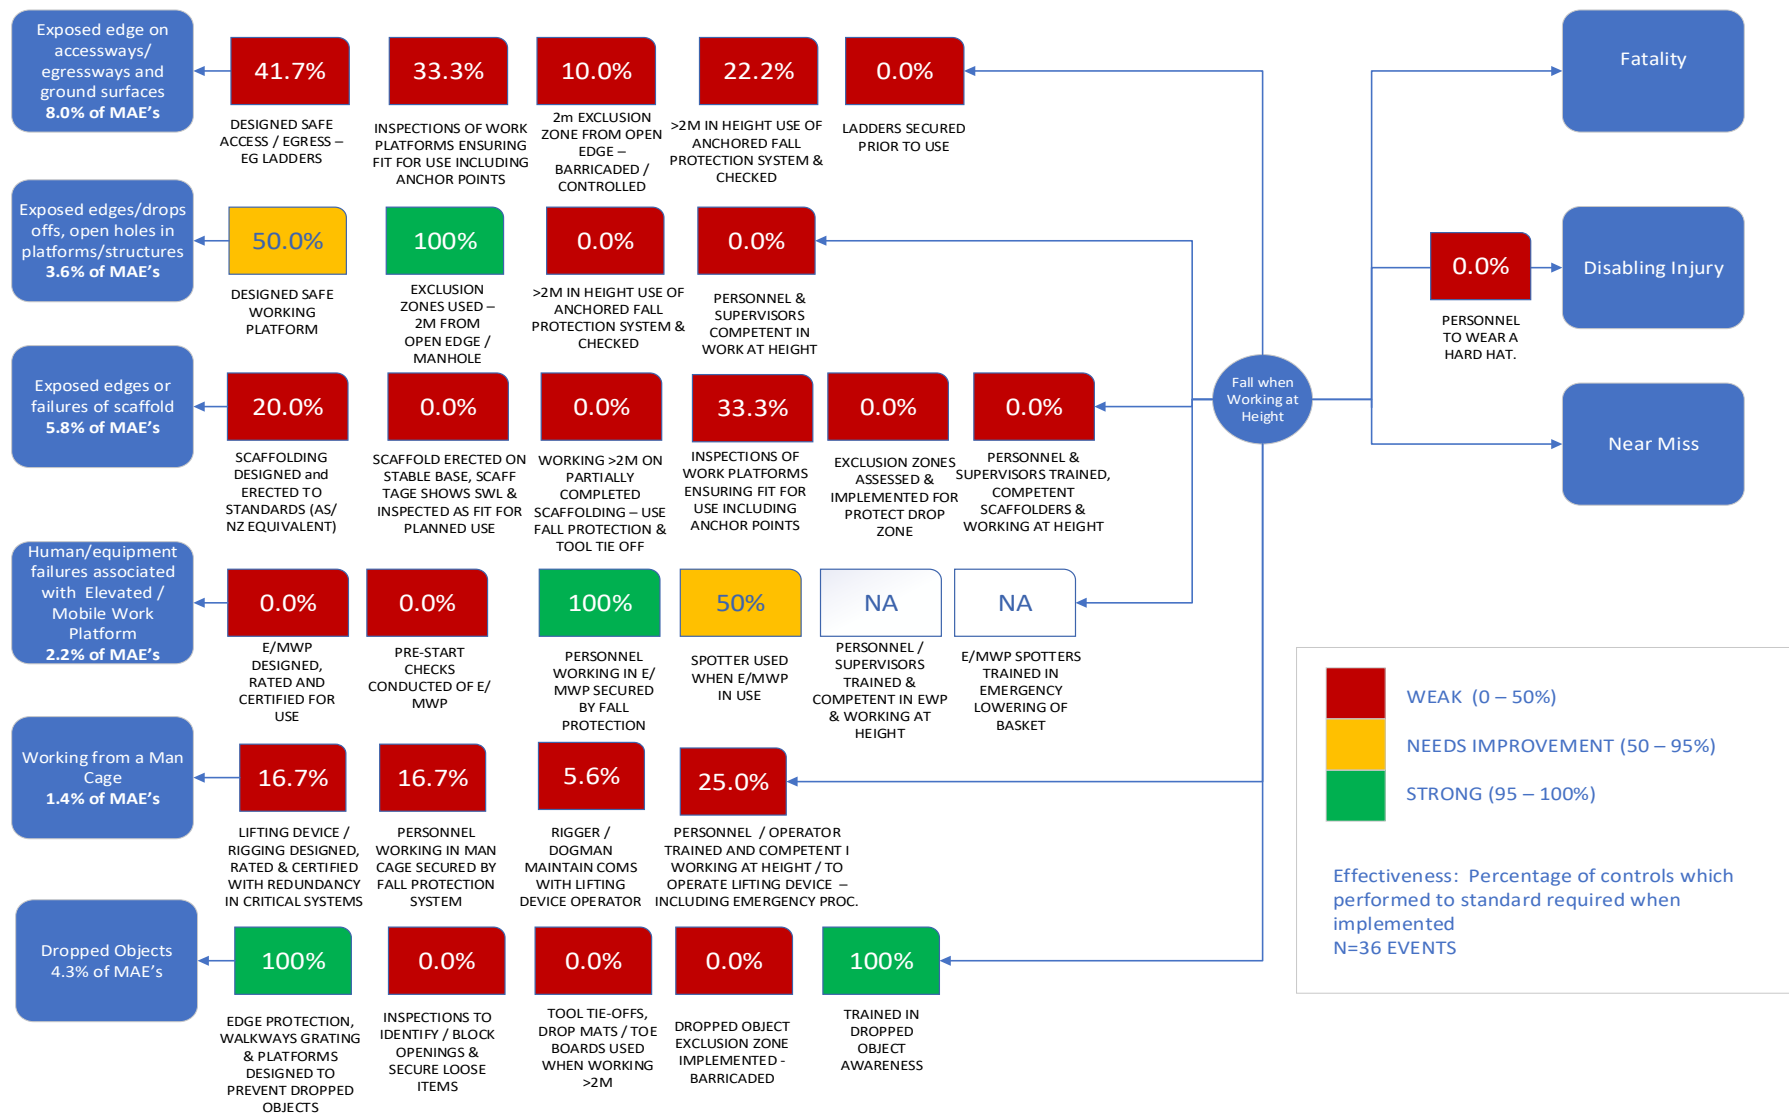 Exposed edge on
accessways/
egressways and
ground surfaces
8.0% of MAE's
41.7%
DESIGNED SAFE
ACCESS / EGRESS –
EG LADDERS
33.3%
INSPECTIONS OF WORK
PLATFORMS ENSURING
FIT FOR USE INCLUDING
ANCHOR POINTS
10.0%
2m EXCLUSION
ZONE FROM OPEN
EDGE –
BARRICADED /
CONTROLLED
22.2%
>2M IN HEIGHT USE OF
ANCHORED FALL
PROTECTION SYSTEM &
CHECKED
0.0%
LADDERS SECURED
PRIOR TO USE
Exposed edges/drops
offs, open holes in
platforms/structures
3.6% of MAE's
50.0%
DESIGNED SAFE
WORKING
PLATFORM
100%
EXCLUSION
ZONES USED –
2M FROM
OPEN EDGE /
MANHOLE
0.0%
>2M IN HEIGHT USE OF
ANCHORED FALL
PROTECTION SYSTEM &
CHECKED
0.0%
PERSONNEL &
SUPERVISORS
COMPETENT IN
WORK AT HEIGHT
Exposed edges or
failures of scaffold
5.8% of MAE's
20.0%
SCAFFOLDING
DESIGNED and
ERECTED TO
STANDARDS (AS/
NZ EQUIVALENT)
0.0%
SCAFFOLD ERECTED ON
STABLE BASE, SCAFF
TAGE SHOWS SWL &
INSPECTED AS FIT FOR
PLANNED USE
0.0%
WORKING >2M ON
PARTIALLY
COMPLETED
SCAFFOLDING – USE
FALL PROTECTION &
TOOL TIE OFF
33.3%
INSPECTIONS OF
WORK PLATFORMS
ENSURING FIT FOR
USE INCLUDING
ANCHOR POINTS
0.0%
EXCLUSION ZONES
ASSESSED &
IMPLEMENTED FOR
PROTECT DROP
ZONE
0.0%
PERSONNEL &
SUPERVISORS TRAINED,
COMPETENT
SCAFFOLDERS &
WORKING AT HEIGHT
Human/equipment
failures associated
with Elevated /
Mobile Work
Platform
2.2% of MAE's
0.0%
E/MWP
DESIGNED,
RATED AND
CERTIFIED FOR
USE
0.0%
PRE-START
CHECKS
CONDUCTED OF E/
MWP
100%
PERSONNEL
WORKING IN E/
MWP SECURED
BY FALL
PROTECTION
50%
SPOTTER USED
WHEN E/MWP
IN USE
NA
PERSONNEL /
SUPERVISORS
TRAINED &
COMPETENT IN EWP
& WORKING AT
HEIGHT
NA
E/MWP SPOTTERS
TRAINED IN
EMERGENCY
LOWERING OF
BASKET
Working from a Man
Cage
1.4% of MAE's
16.7%
LIFTING DEVICE /
RIGGING DESIGNED,
RATED & CERTIFIED
WITH REDUNDANCY
IN CRITICAL SYSTEMS
16.7%
PERSONNEL
WORKING IN MAN
CAGE SECURED BY
FALL PROTECTION
SYSTEM
5.6%
RIGGER /
DOGMAN
MAINTAIN COMS
WITH LIFTING
DEVICE OPERATOR
25.0%
PERSONNEL / OPERATOR
TRAINED AND COMPETENT I
WORKING AT HEIGHT / TO
OPERATE LIFTING DEVICE –
INCLUDING EMERGENCY PROC.
Dropped Objects
4.3% of MAE's
100%
EDGE PROTECTION,
WALKWAYS GRATING
& PLATFORMS
DESIGNED TO
PREVENT DROPPED
OBJECTS
0.0%
INSPECTIONS TO
IDENTIFY / BLOCK
OPENINGS &
SECURE LOOSE
ITEMS
0.0%
TOOL TIE-OFFS,
DROP MATS / TOE
BOARDS USED
WHEN WORKING
>2M
0.0%
DROPPED OBJECT
EXCLUSION ZONE
IMPLEMENTED -
BARRICADED
100%
TRAINED IN
DROPPED
OBJECT
AWARENESS
Fall when
Working at
Height
Fatality
0.0%
PERSONNEL
TO WEAR A
HARD HAT.
Disabling Injury
Near Miss
WEAK (0 – 50%)
NEEDS IMPROVEMENT (50 – 95%)
STRONG (95 – 100%)
Effectiveness: Percentage of controls which
performed to standard required when
implemented
N=36 EVENTS